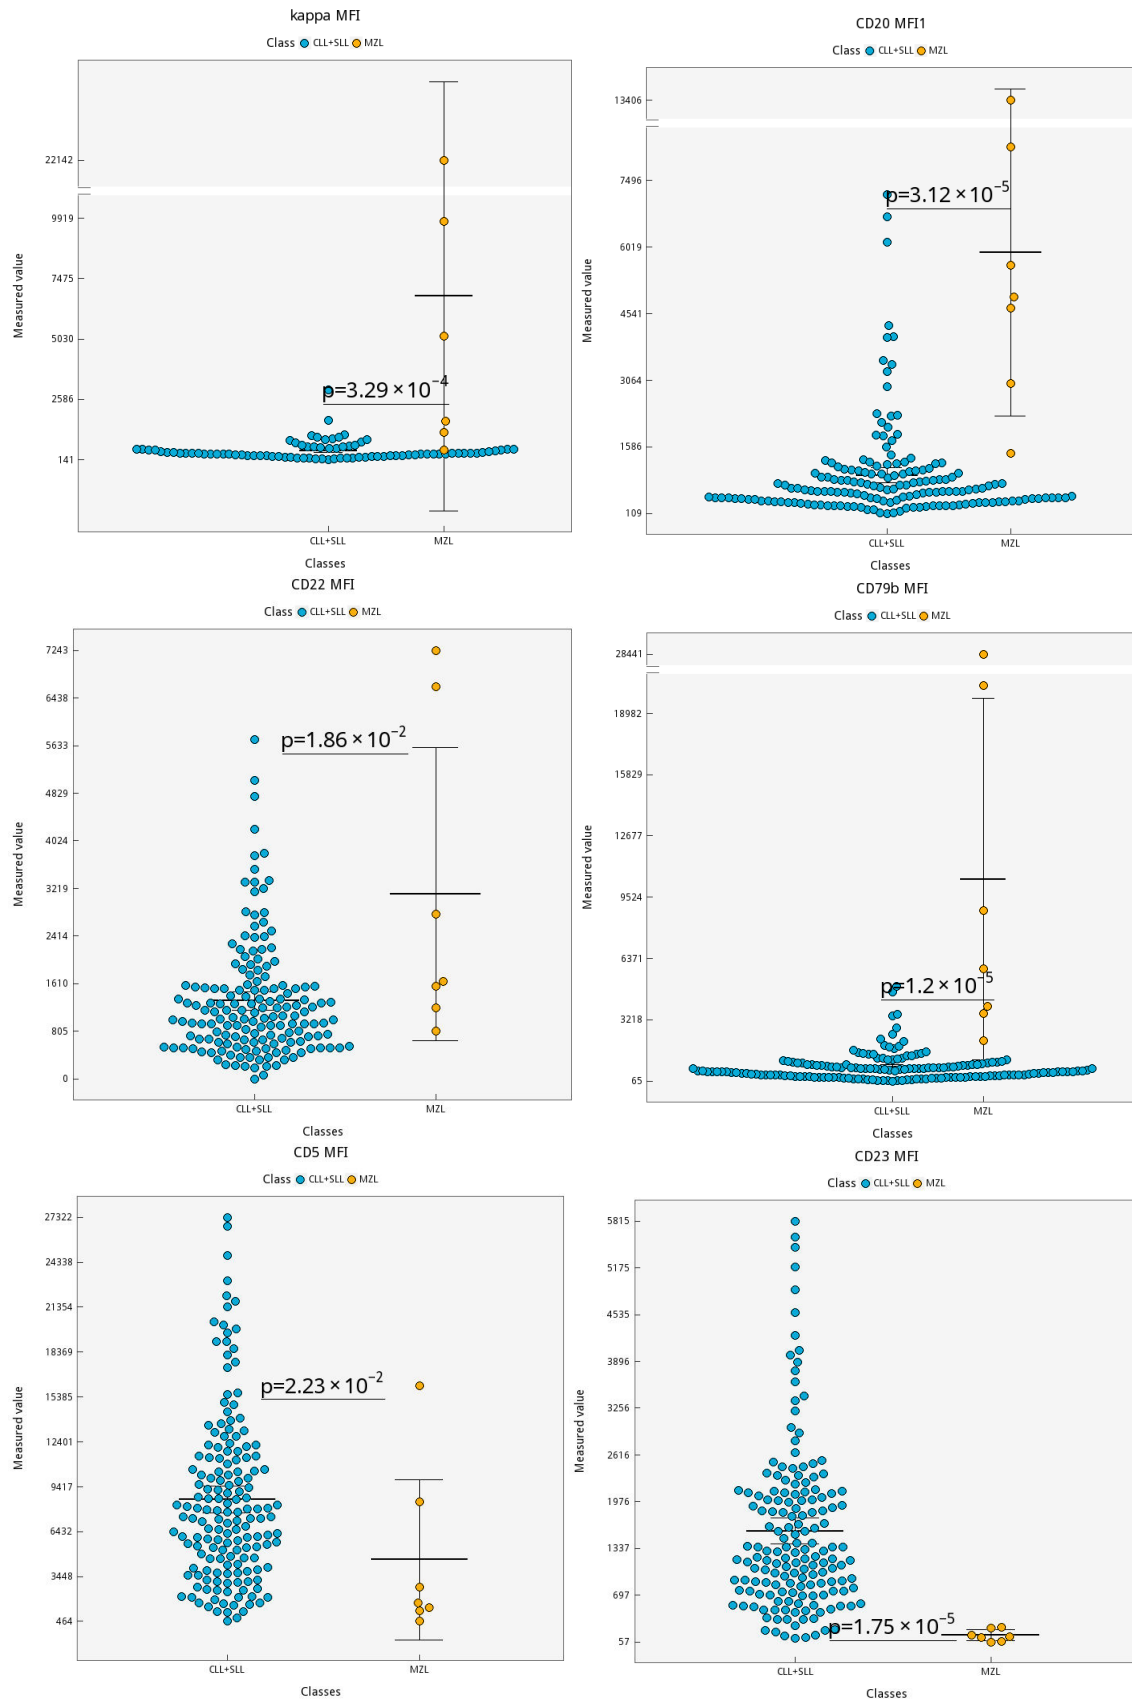 kappa MFI
Class CLL+SLL MZL
22142
9919
7475
5030
2586
141
Measured value
p=3.29×10⁻⁴
CLL+SLL MZL
Classes
CD20 MFI1
Class CLL+SLL MZL
13406
7496
6019
4541
3064
1586
109
Measured value
p=3.12×10⁻⁵
CLL+SLL MZL
Classes
CD22 MFI
Class CLL+SLL MZL
7243
6438
5633
4829
4024
3219
2414
1610
805
0
Measured value
p=1.86×10⁻²
CLL+SLL MZL
Classes
CD79b MFI
Class CLL+SLL MZL
28441
18982
15829
12677
9524
6371
3218
65
Measured value
p=1.2×10⁻⁵
CLL+SLL MZL
Classes
CD5 MFI
Class CLL+SLL MZL
27322
24338
21354
18369
15385
12401
9417
6432
3448
464
Measured value
p=2.23×10⁻²
CLL+SLL MZL
Classes
CD23 MFI
Class CLL+SLL MZL
5815
5175
4535
3896
3256
2616
1976
1337
697
57
Measured value
p=1.75×10⁻⁵
CLL+SLL MZL
Classes